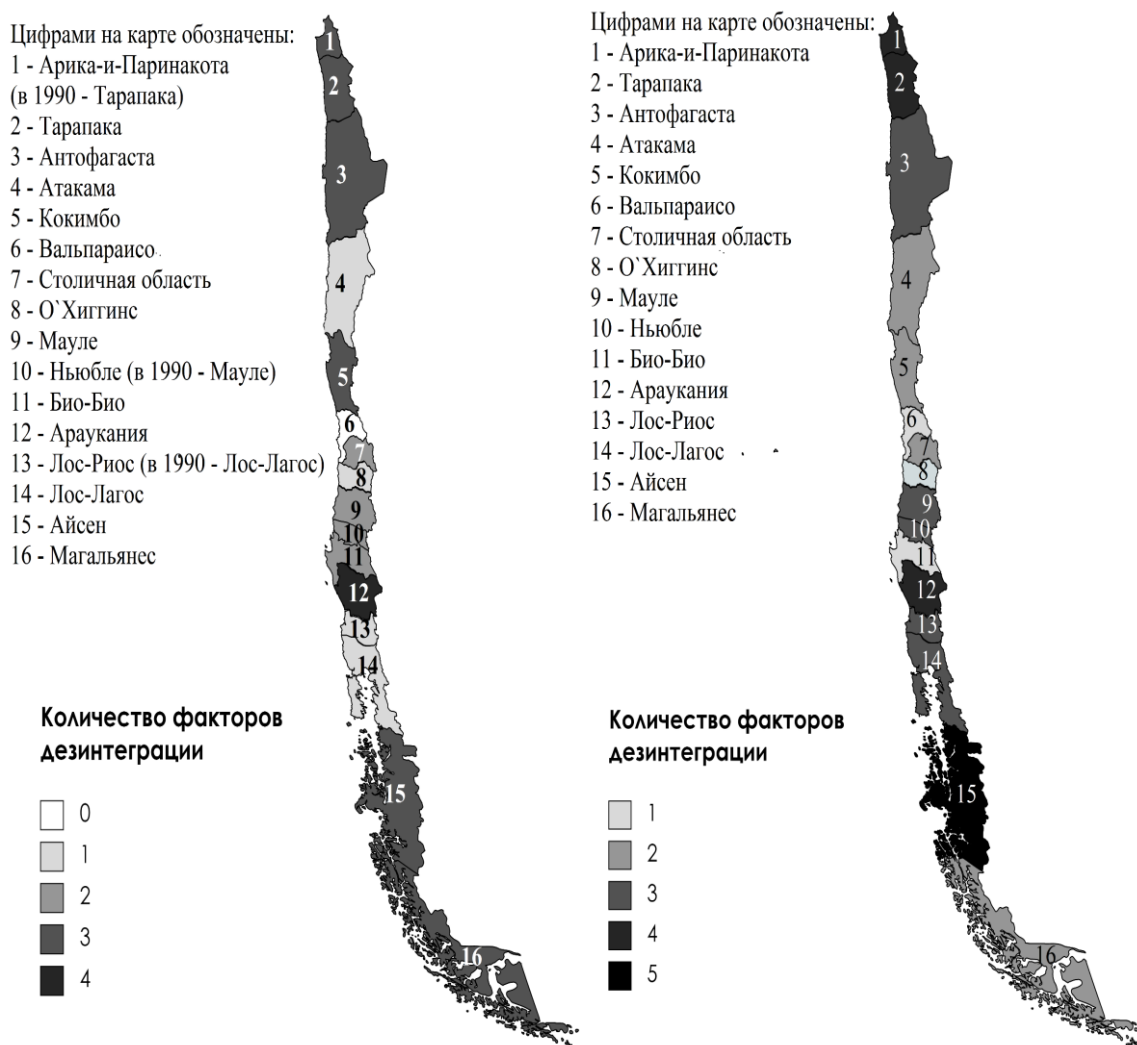 Цифрами на карте обозначены:
1 - Арика-и-Паринакота
(в 1990 - Тарапака)
2 - Тарапака
3 - Антофагаста
4 - Атакама
5 - Кокимбо
6 - Вальпараисо
7 - Столичная область
8 - О`Хиггинс
9 - Мауле
10 - Ньюбле (в 1990 - Мауле)
11 - Био-Био
12 - Араукания
13 - Лос-Риос (в 1990 - Лос-Лагос)
14 - Лос-Лагос
15 - Айсен
16 - Магальянес
1
2
3
4
5
6
7
8
9
10
11
12
13
14
15
16
Количество факторов
дезинтеграции
0
1
2
3
4
Цифрами на карте обозначены:
1 - Арика-и-Паринакота
2 - Тарапака
3 - Антофагаста
4 - Атакама
5 - Кокимбо
6 - Вальпараисо
7 - Столичная область
8 - О`Хиггинс
9 - Мауле
10 - Ньюбле
11 - Био-Био
12 - Араукания
13 - Лос-Риос
14 - Лос-Лагос
15 - Айсен
16 - Магальянес
1
2
3
4
5
6
7
8
9
10
11
12
13
14
15
16
Количество факторов
дезинтеграции
1
2
3
4
5